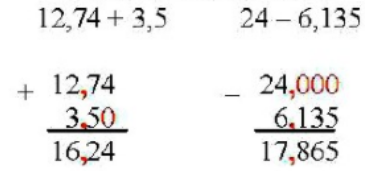 12,74 + 3,5 24 – 6,135
+ 12,74 – 24,000
3,50 6,135
16,24 17,865